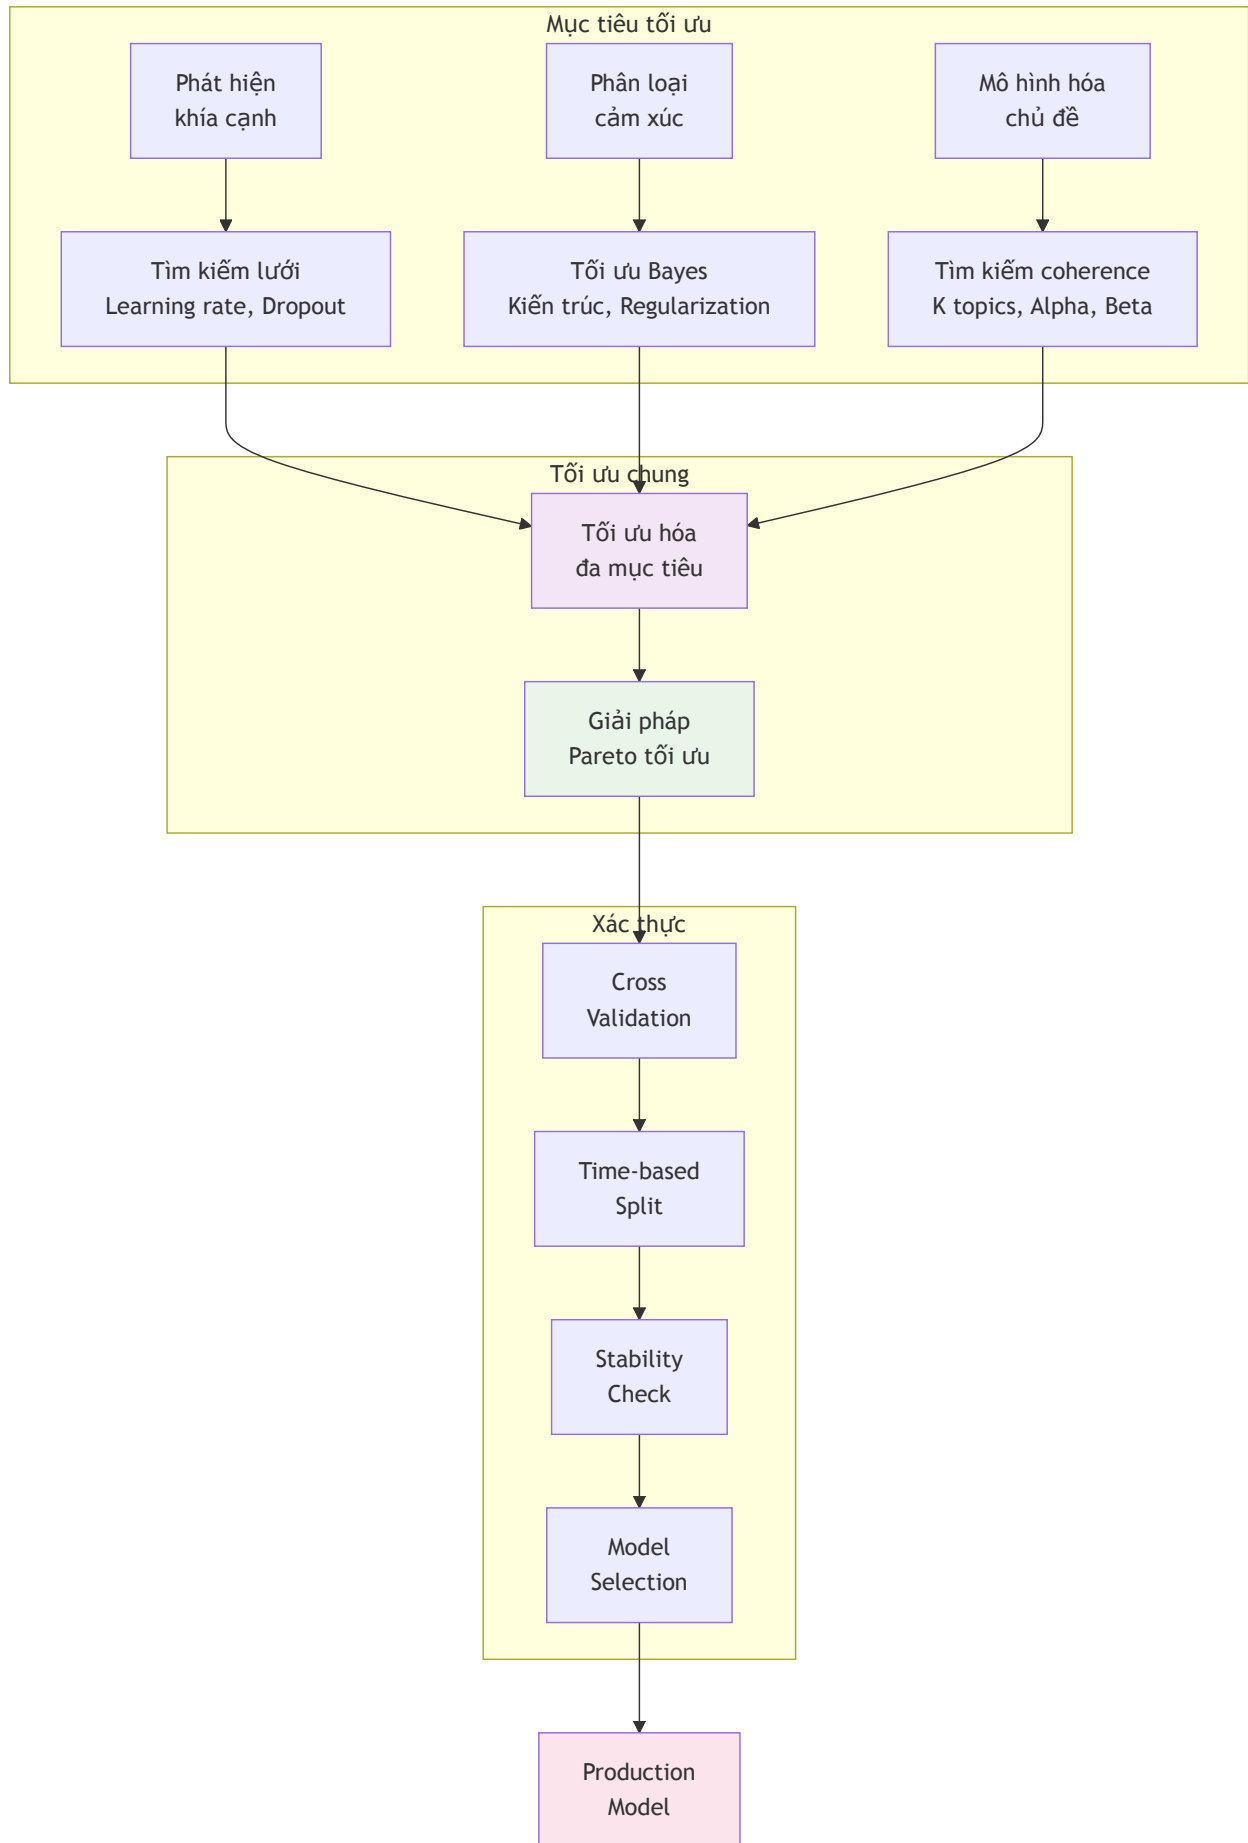 Mục tiêu tối ưu
Phát hiện
khía cạnh
Phân loại
cảm xúc
Mô hình hóa
chủ đề
Tìm kiếm lưới
Learning rate, Dropout
Tối ưu Bayes
Kiến trúc, Regularization
Tìm kiếm coherence
K topics, Alpha, Beta
Tối ưu chung
Tối ưu hóa
đa mục tiêu
Giải pháp
Pareto tối ưu
Xác thực
Cross
Validation
Time-based
Split
Stability
Check
Model
Selection
Production
Model